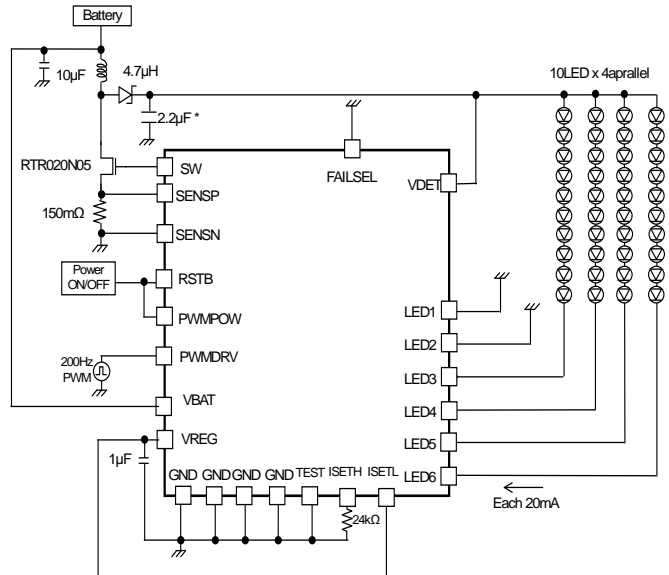 Battery
10µF
4.7µH
2.2µF *
10LED x 4aprallel
RTR020N05
150mΩ
Power
ON/OFF
200Hz
PWM
1µF
SW
SENSP
SENSN
RSTB
PWMPOW
PWMDRV
VBAT
VREG
FAILSEL
VDET
LED1
LED2
LED3
LED4
LED5
LED6
GND GND GND GND TEST ISETH ISETL
24kΩ
Each 20mA